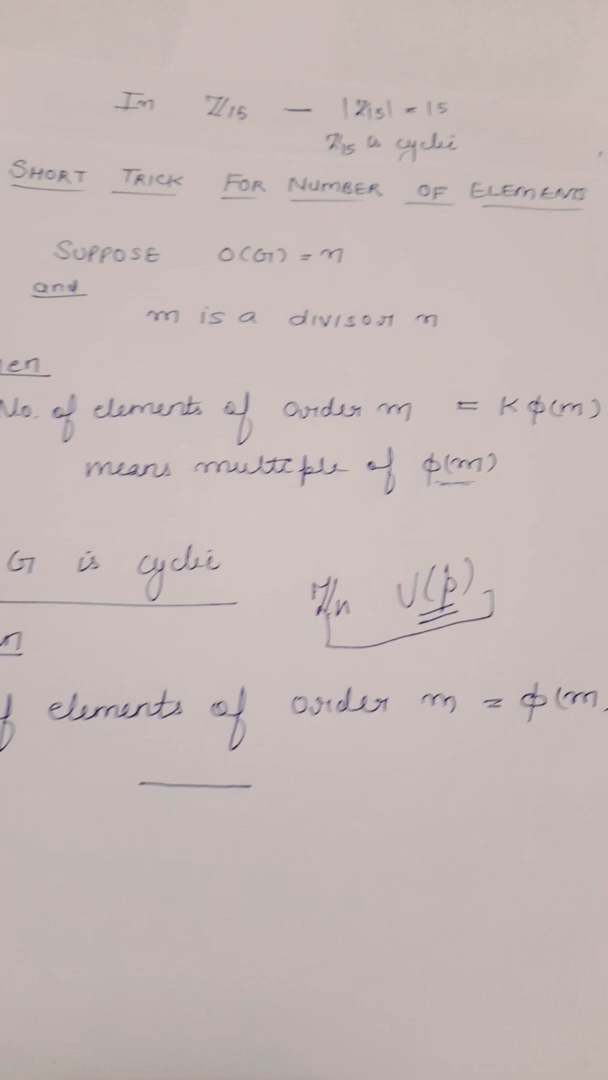 In ℤ15 — |ℤ15| = 15
ℤ15 is cyclic
SHORT TRICK FOR NUMBER OF ELEMENTS
SUPPOSE O(G) = n
and
m is a divisor n
en
No. of elements of order m = K ϕ(m)
means multiple of ϕ(m)
G is cyclic
ℤn U(p)
n
f elements of order m = ϕ(m)